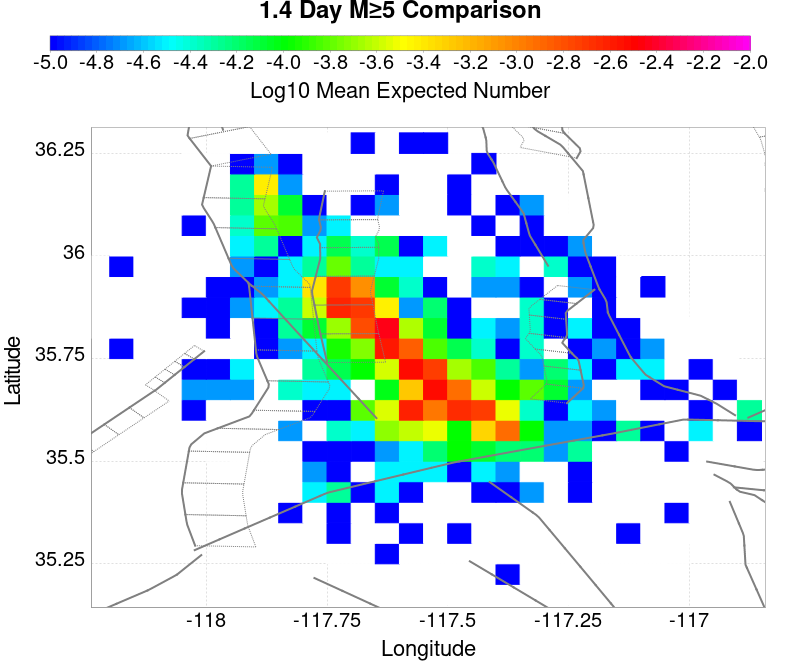 1.4 Day M≥5 Comparison
-5.0 -4.8 -4.6 -4.4 -4.2 -4.0 -3.8 -3.6 -3.4 -3.2 -3.0 -2.8 -2.6 -2.4 -2.2 -2.0
Log10 Mean Expected Number
36.25
36
35.75
35.5
35.25
Latitude
-118 -117.75 -117.5 -117.25 -117
Longitude